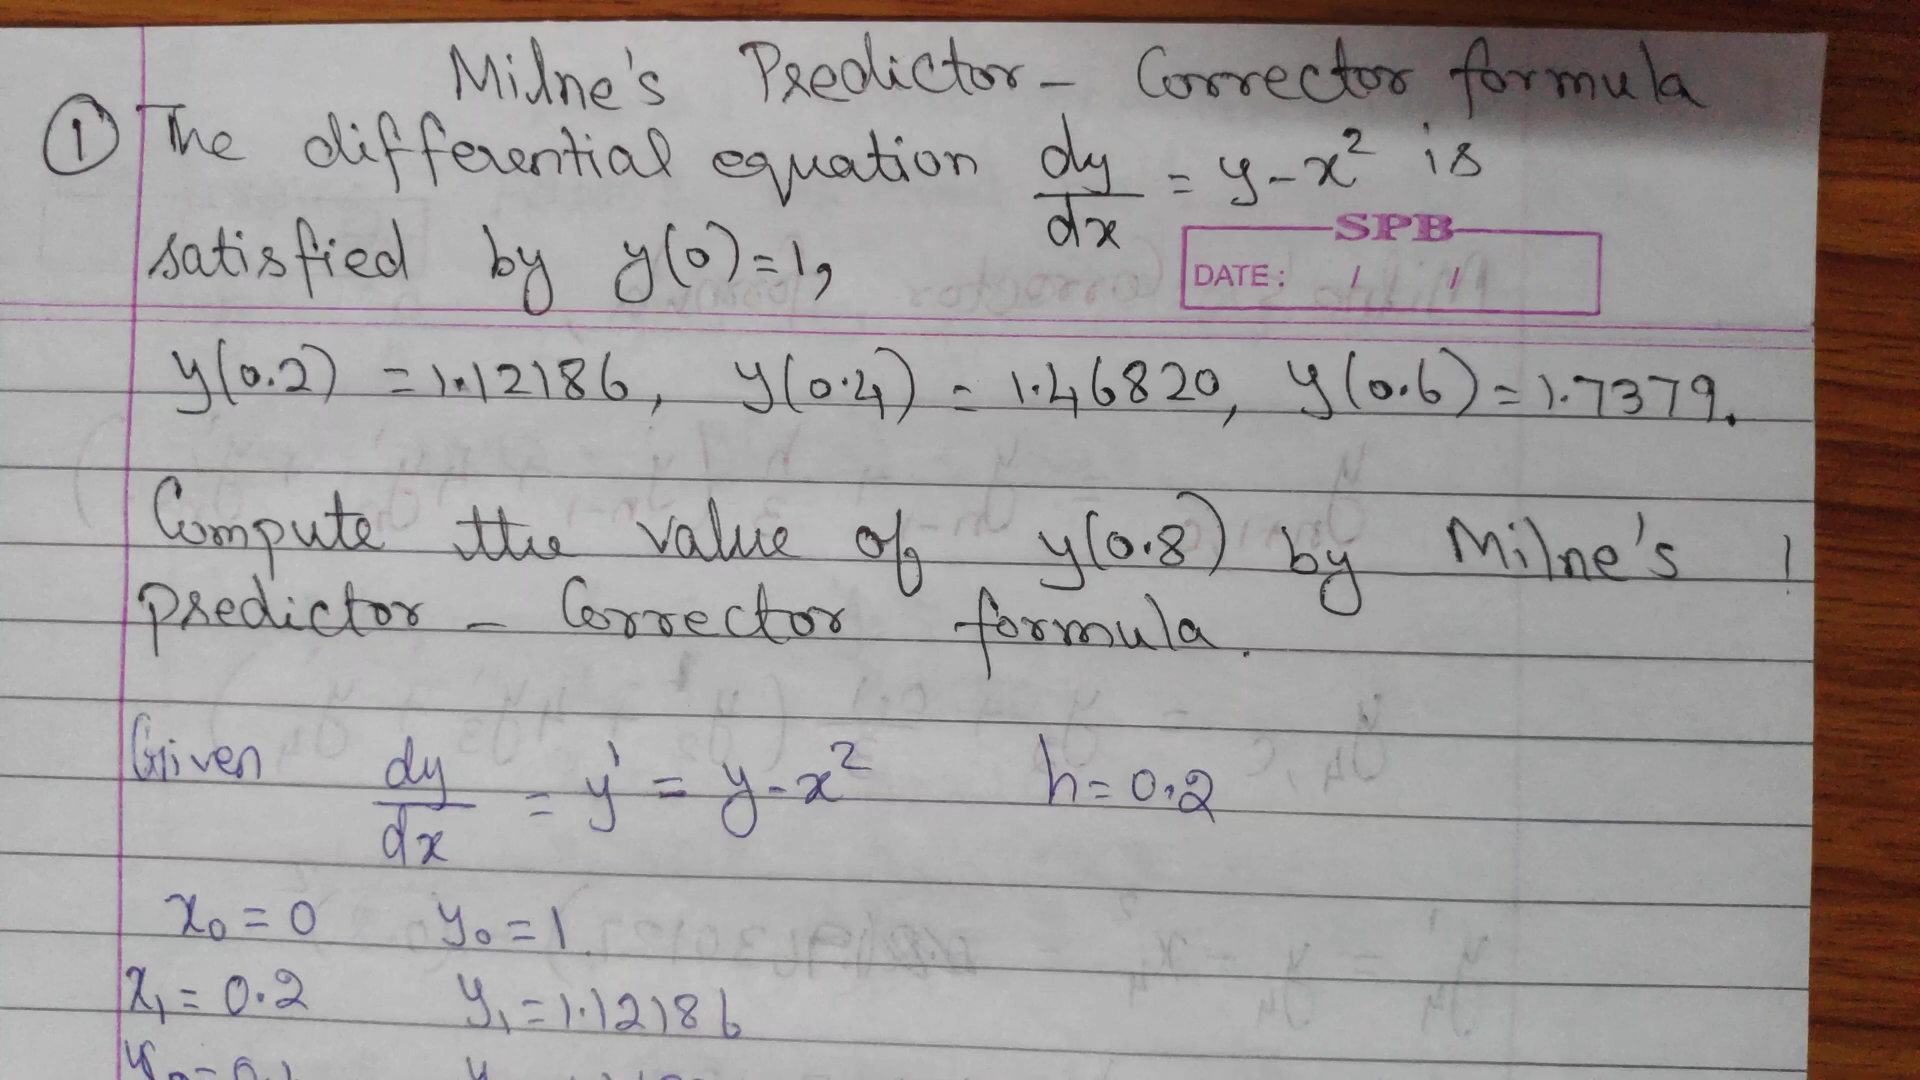 Milne's Predictor - Corrector formula
① The differential equation dy/dx = y - x² is
satisfied by y(0)=1,
SPB
DATE: / /
y(0.2) = 1.12186, y(0.4) = 1.46820, y(0.6) = 1.7379.
Compute the value of y(0.8) by Milne's
predictor - Corrector formula.
Given dy/dx = y' = y - x² h = 0.2
x₀ = 0 y₀ = 1
x₁ = 0.2 y₁ = 1.12186